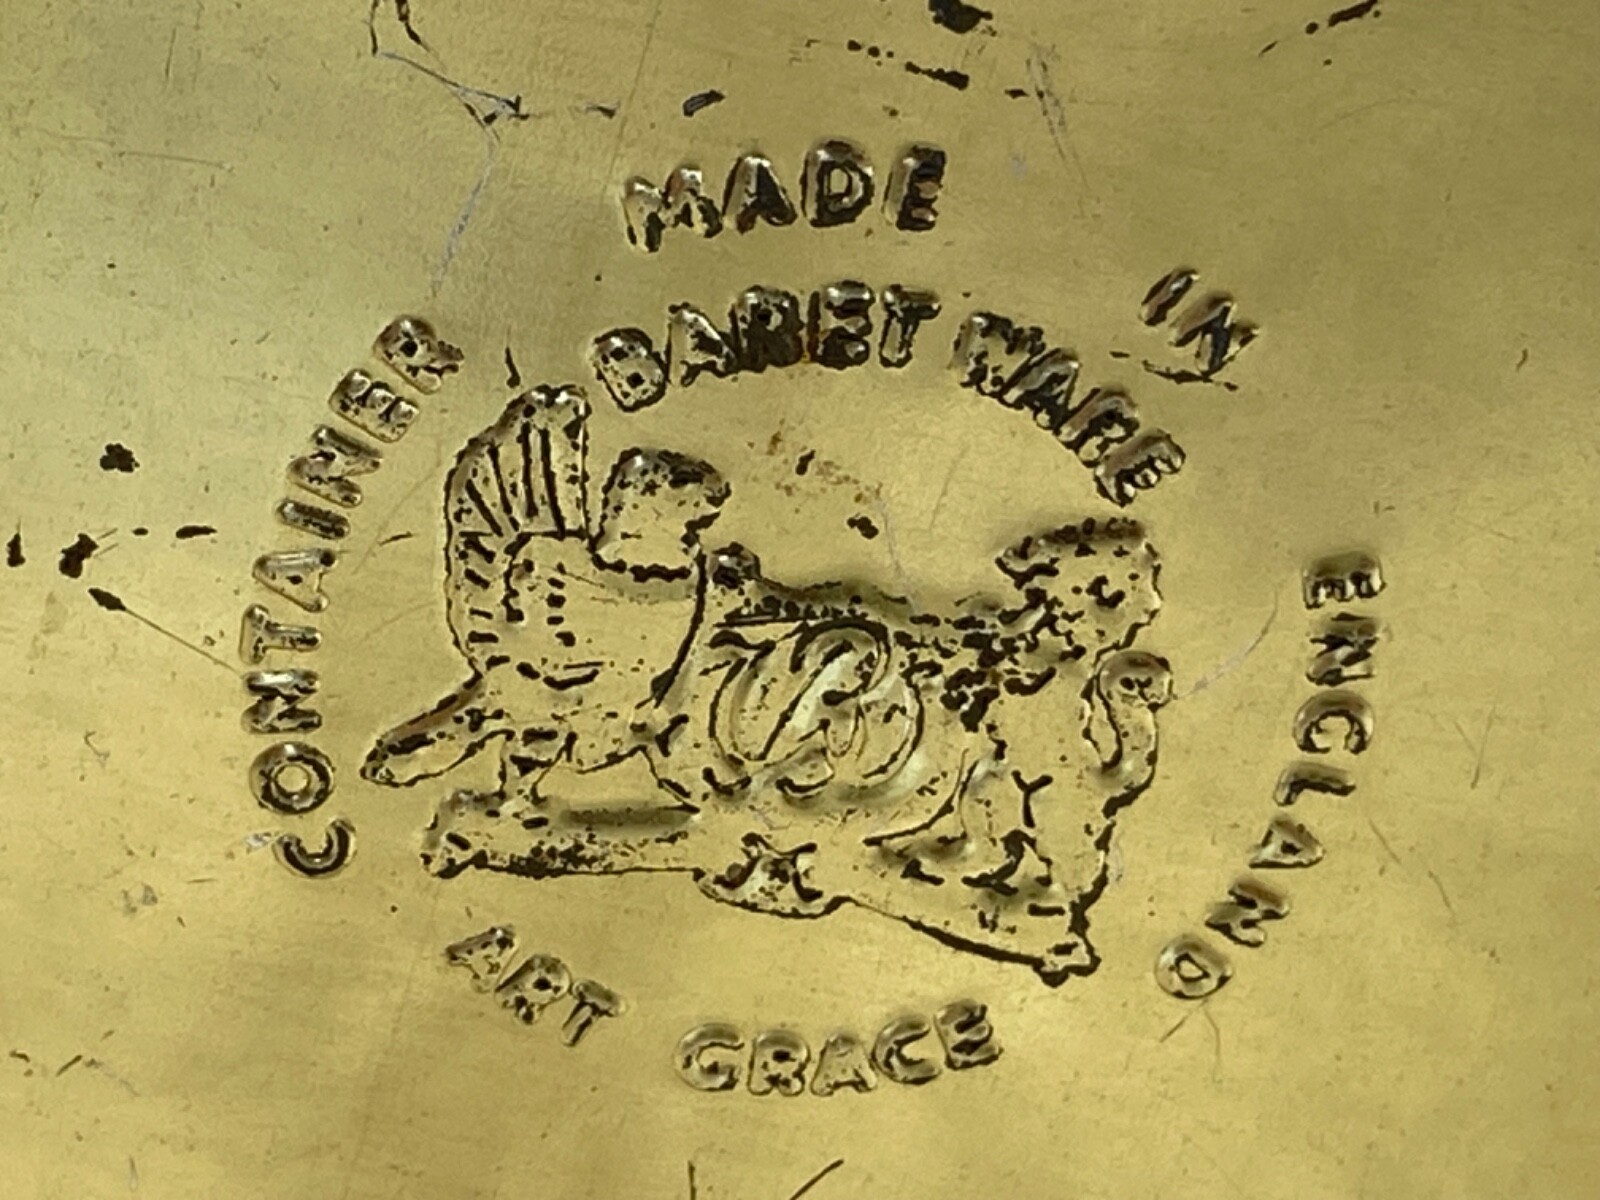 MADE IN ENGLAND
BARET WARE
CONTAINER
ART GRACE
B